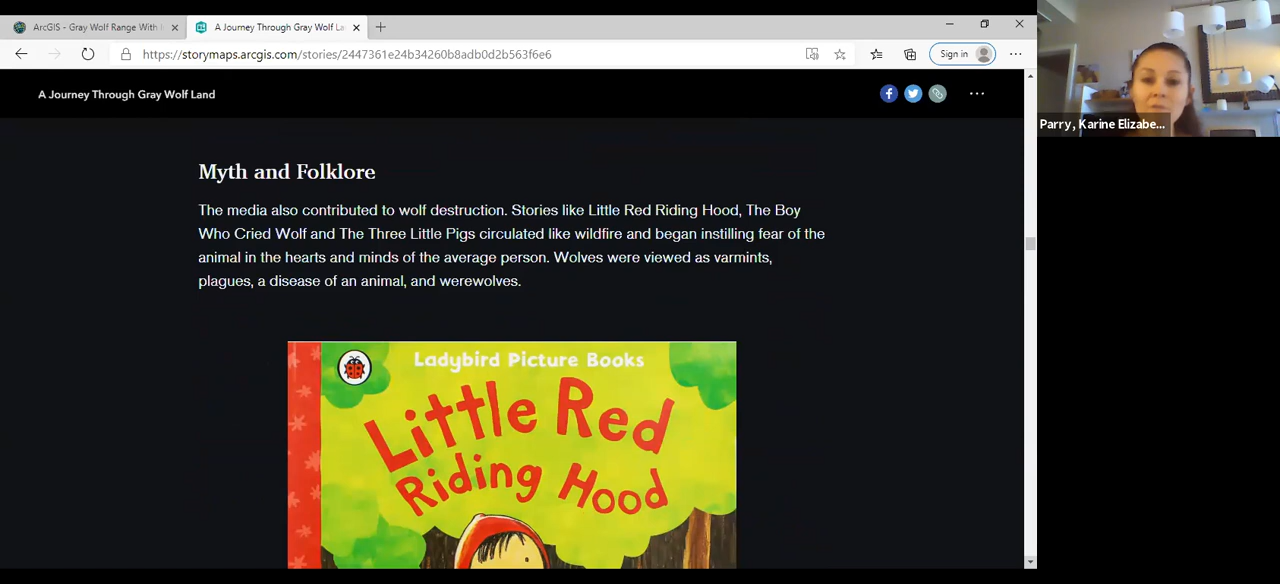 ArcGIS - Gray Wolf Range With
A Journey Through Gray Wolf La
https://storymaps.arcgis.com/stories/2447361e24b34260b8adb0d2b563f6e6
Sign in
A Journey Through Gray Wolf Land
Parry, Karine Elizabe...
Myth and Folklore
The media also contributed to wolf destruction. Stories like Little Red Riding Hood, The Boy
Who Cried Wolf and The Three Little Pigs circulated like wildfire and began instilling fear of the
animal in the hearts and minds of the average person. Wolves were viewed as varmints,
plagues, a disease of an animal, and werewolves.
Ladybird Picture Books
Little Red
Riding Hood